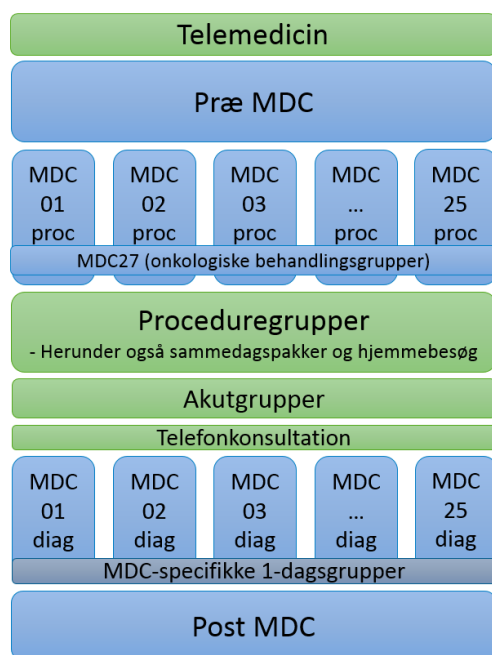 Telemedicin
Præ MDC
MDC MDC MDC MDC MDC
01 02 03 ... 25
proc proc proc proc proc
MDC27 (onkologiske behandlingsgrupper)
Proceduregrupper
- Herunder også sammedagspakker og hjemmebesøg
Akutgrupper
Telefonkonsultation
MDC MDC MDC MDC MDC
01 02 03 ... 25
diag diag diag diag diag
MDC-specifikke 1-dagsgrupper
Post MDC